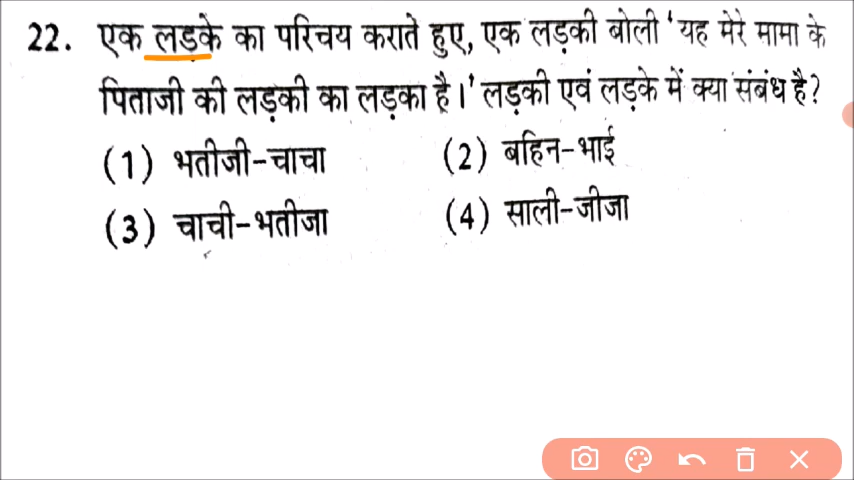 22. एक लड़के का परिचय कराते हुए, एक लड़की बोली 'यह मेरे मामा के
पिताजी की लड़की का लड़का है।' लड़की एवं लड़के में क्या संबंध है?
(1) भतीजी-चाचा (2) बहिन-भाई
(3) चाची-भतीजा (4) साली-जीजा